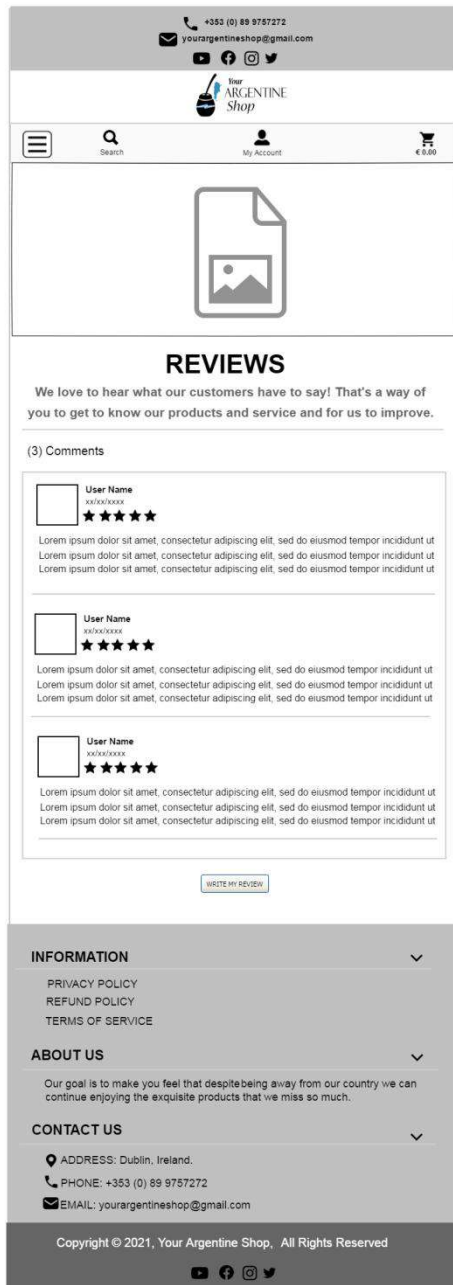 +353 (0) 89 9757272
yourargentineshop@gmail.com
Your
ARGENTINE
Shop
Search
My Account
€ 0.00
REVIEWS
We love to hear what our customers have to say! That's a way of
you to get to know our products and service and for us to improve.
(3) Comments
User Name
xx/xx/xxxx
Lorem ipsum dolor sit amet, consectetur adipiscing elit, sed do eiusmod tempor incididunt ut
Lorem ipsum dolor sit amet, consectetur adipiscing elit, sed do eiusmod tempor incididunt ut
Lorem ipsum dolor sit amet, consectetur adipiscing elit, sed do eiusmod tempor incididunt ut
User Name
xx/xx/xxxx
Lorem ipsum dolor sit amet, consectetur adipiscing elit, sed do eiusmod tempor incididunt ut
Lorem ipsum dolor sit amet, consectetur adipiscing elit, sed do eiusmod tempor incididunt ut
Lorem ipsum dolor sit amet, consectetur adipiscing elit, sed do eiusmod tempor incididunt ut
User Name
xx/xx/xxxx
Lorem ipsum dolor sit amet, consectetur adipiscing elit, sed do eiusmod tempor incididunt ut
Lorem ipsum dolor sit amet, consectetur adipiscing elit, sed do eiusmod tempor incididunt ut
Lorem ipsum dolor sit amet, consectetur adipiscing elit, sed do eiusmod tempor incididunt ut
WRITE MY REVIEW
INFORMATION
PRIVACY POLICY
REFUND POLICY
TERMS OF SERVICE
ABOUT US
Our goal is to make you feel that despite being away from our country we can
continue enjoying the exquisite products that we miss so much.
CONTACT US
ADDRESS: Dublin, Ireland.
PHONE: +353 (0) 89 9757272
EMAIL: yourargentineshop@gmail.com
Copyright © 2021, Your Argentine Shop, All Rights Reserved